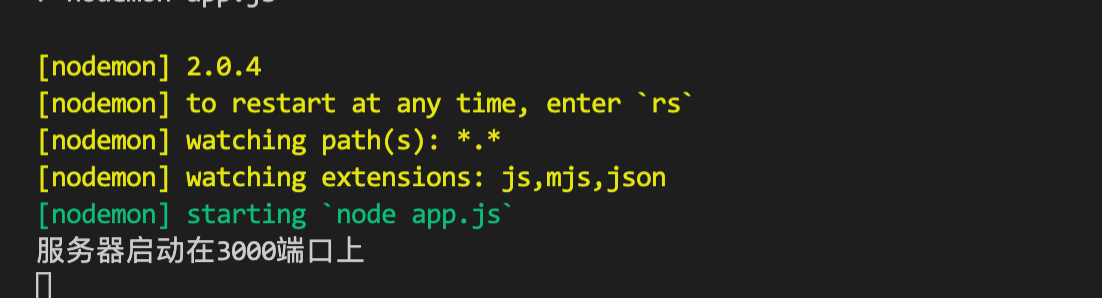 > nodemon app.js
[nodemon] 2.0.4
[nodemon] to restart at any time, enter `rs`
[nodemon] watching path(s): *.*
[nodemon] watching extensions: js,mjs,json
[nodemon] starting `node app.js`
服务器启动在3000端口上